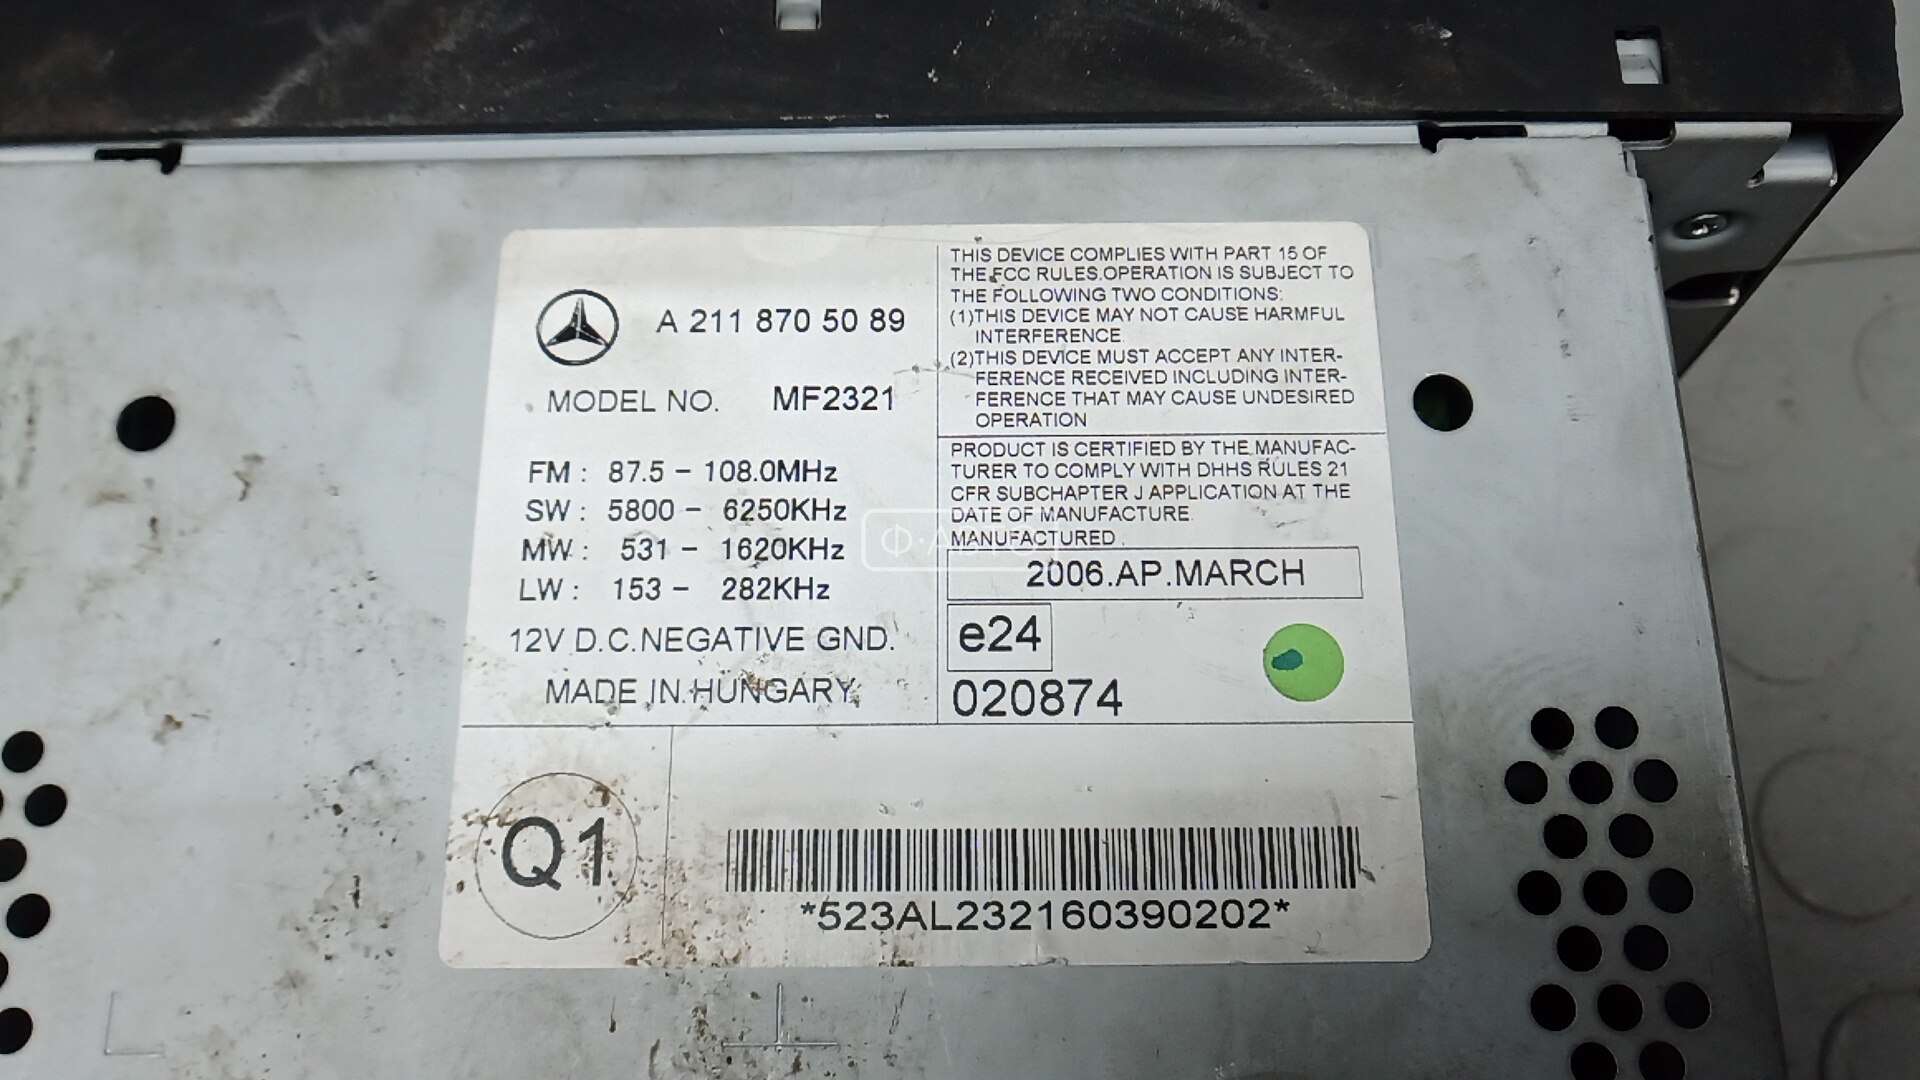 A 211 870 50 89
MODEL NO. MF2321
FM : 87.5 - 108.0MHz
SW : 5800 - 6250KHz
MW : 531 - 1620KHz
LW : 153 - 282KHz
12V D.C.NEGATIVE GND.
MADE IN HUNGARY
THIS DEVICE COMPLIES WITH PART 15 OF
THE FCC RULES.OPERATION IS SUBJECT TO
THE FOLLOWING TWO CONDITIONS:
(1)THIS DEVICE MAY NOT CAUSE HARMFUL
INTERFERENCE.
(2)THIS DEVICE MUST ACCEPT ANY INTER-
FERENCE RECEIVED INCLUDING INTER-
FERENCE THAT MAY CAUSE UNDESIRED
OPERATION
PRODUCT IS CERTIFIED BY THE MANUFAC-
TURER TO COMPLY WITH DHHS RULES 21
CFR SUBCHAPTER J APPLICATION AT THE
DATE OF MANUFACTURE.
MANUFACTURED .
2006.AP.MARCH
e24
020874
Q1
*523AL232160390202*
Ф·АВТО